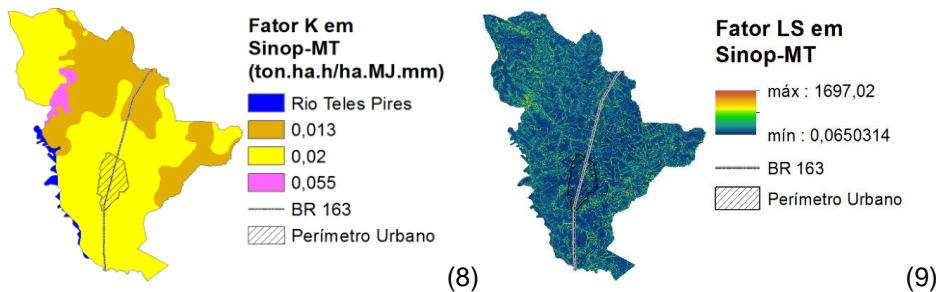 Fator K em
Sinop-MT
(ton.ha.h/ha.MJ.mm)
Rio Teles Pires
0,013
0,02
0,055
BR 163
Perímetro Urbano
(8)
Fator LS em
Sinop-MT
máx : 1697,02
mín : 0,0650314
BR 163
Perímetro Urbano
(9)